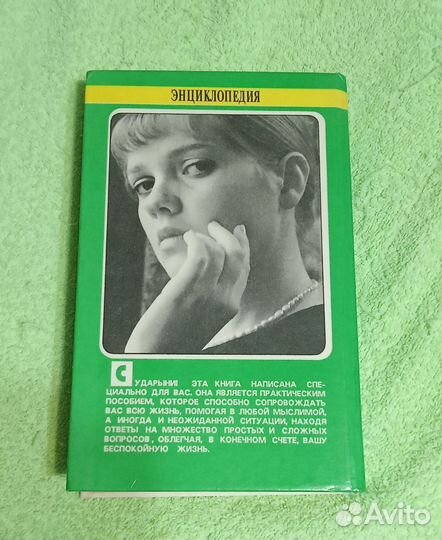 ЭНЦИКЛОПЕДИЯ
СУДАРЫНИ! ЭТА КНИГА НАПИСАНА СПЕ-
ЦИАЛЬНО ДЛЯ ВАС. ОНА ЯВЛЯЕТСЯ ПРАКТИЧЕСКИМ
ПОСОБИЕМ, КОТОРОЕ СПОСОБНО СОПРОВОЖДАТЬ
ВАС ВСЮ ЖИЗНЬ, ПОМОГАЯ В ЛЮБОЙ МЫСЛИМОЙ,
А ИНОГДА И НЕОЖИДАННОЙ СИТУАЦИИ, НАХОДЯ
ОТВЕТЫ НА МНОЖЕСТВО ПРОСТЫХ И СЛОЖНЫХ
ВОПРОСОВ, ОБЛЕГЧАЯ, В КОНЕЧНОМ СЧЕТЕ, ВАШУ
БЕСПОКОЙНУЮ ЖИЗНЬ.
Avito